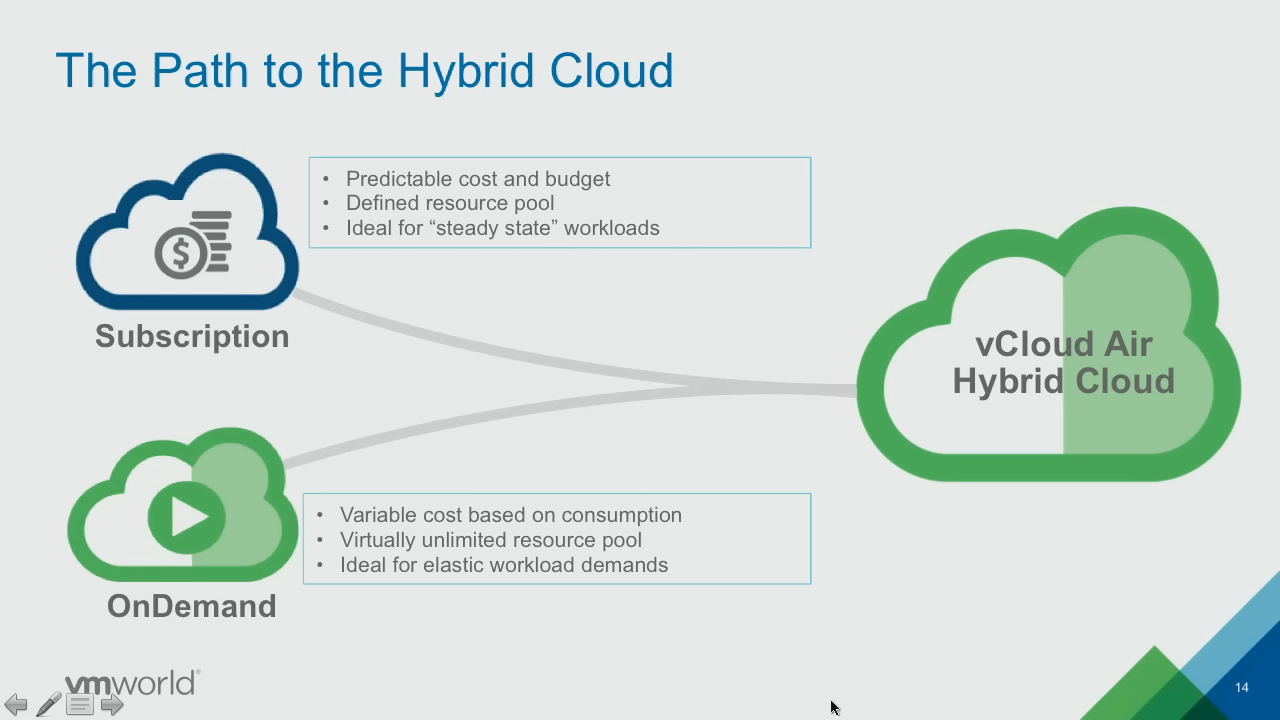 The Path to the Hybrid Cloud
• Predictable cost and budget
• Defined resource pool
• Ideal for “steady state” workloads
$
Subscription
vCloud Air
Hybrid Cloud
• Variable cost based on consumption
• Virtually unlimited resource pool
• Ideal for elastic workload demands
OnDemand
vmworld®
14